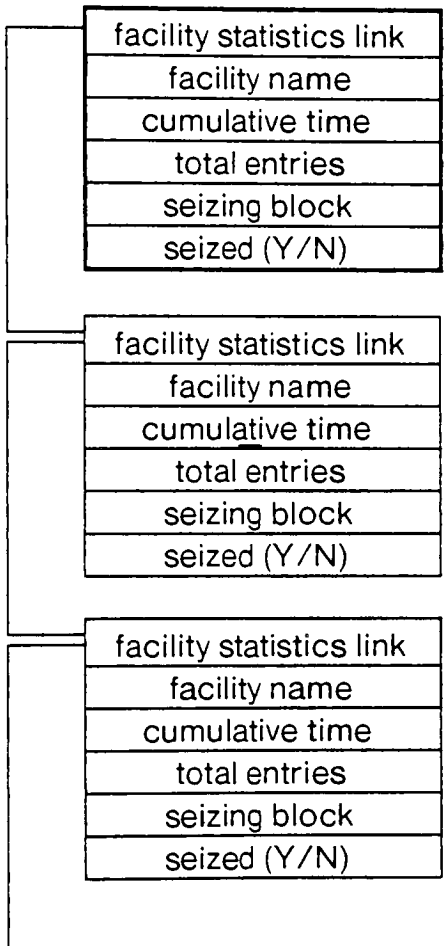 facility statistics link
facility name
cumulative time
total entries
seizing block
seized (Y/N)
facility statistics link
facility name
cumulative time
total entries
seizing block
seized (Y/N)
facility statistics link
facility name
cumulative time
total entries
seizing block
seized (Y/N)